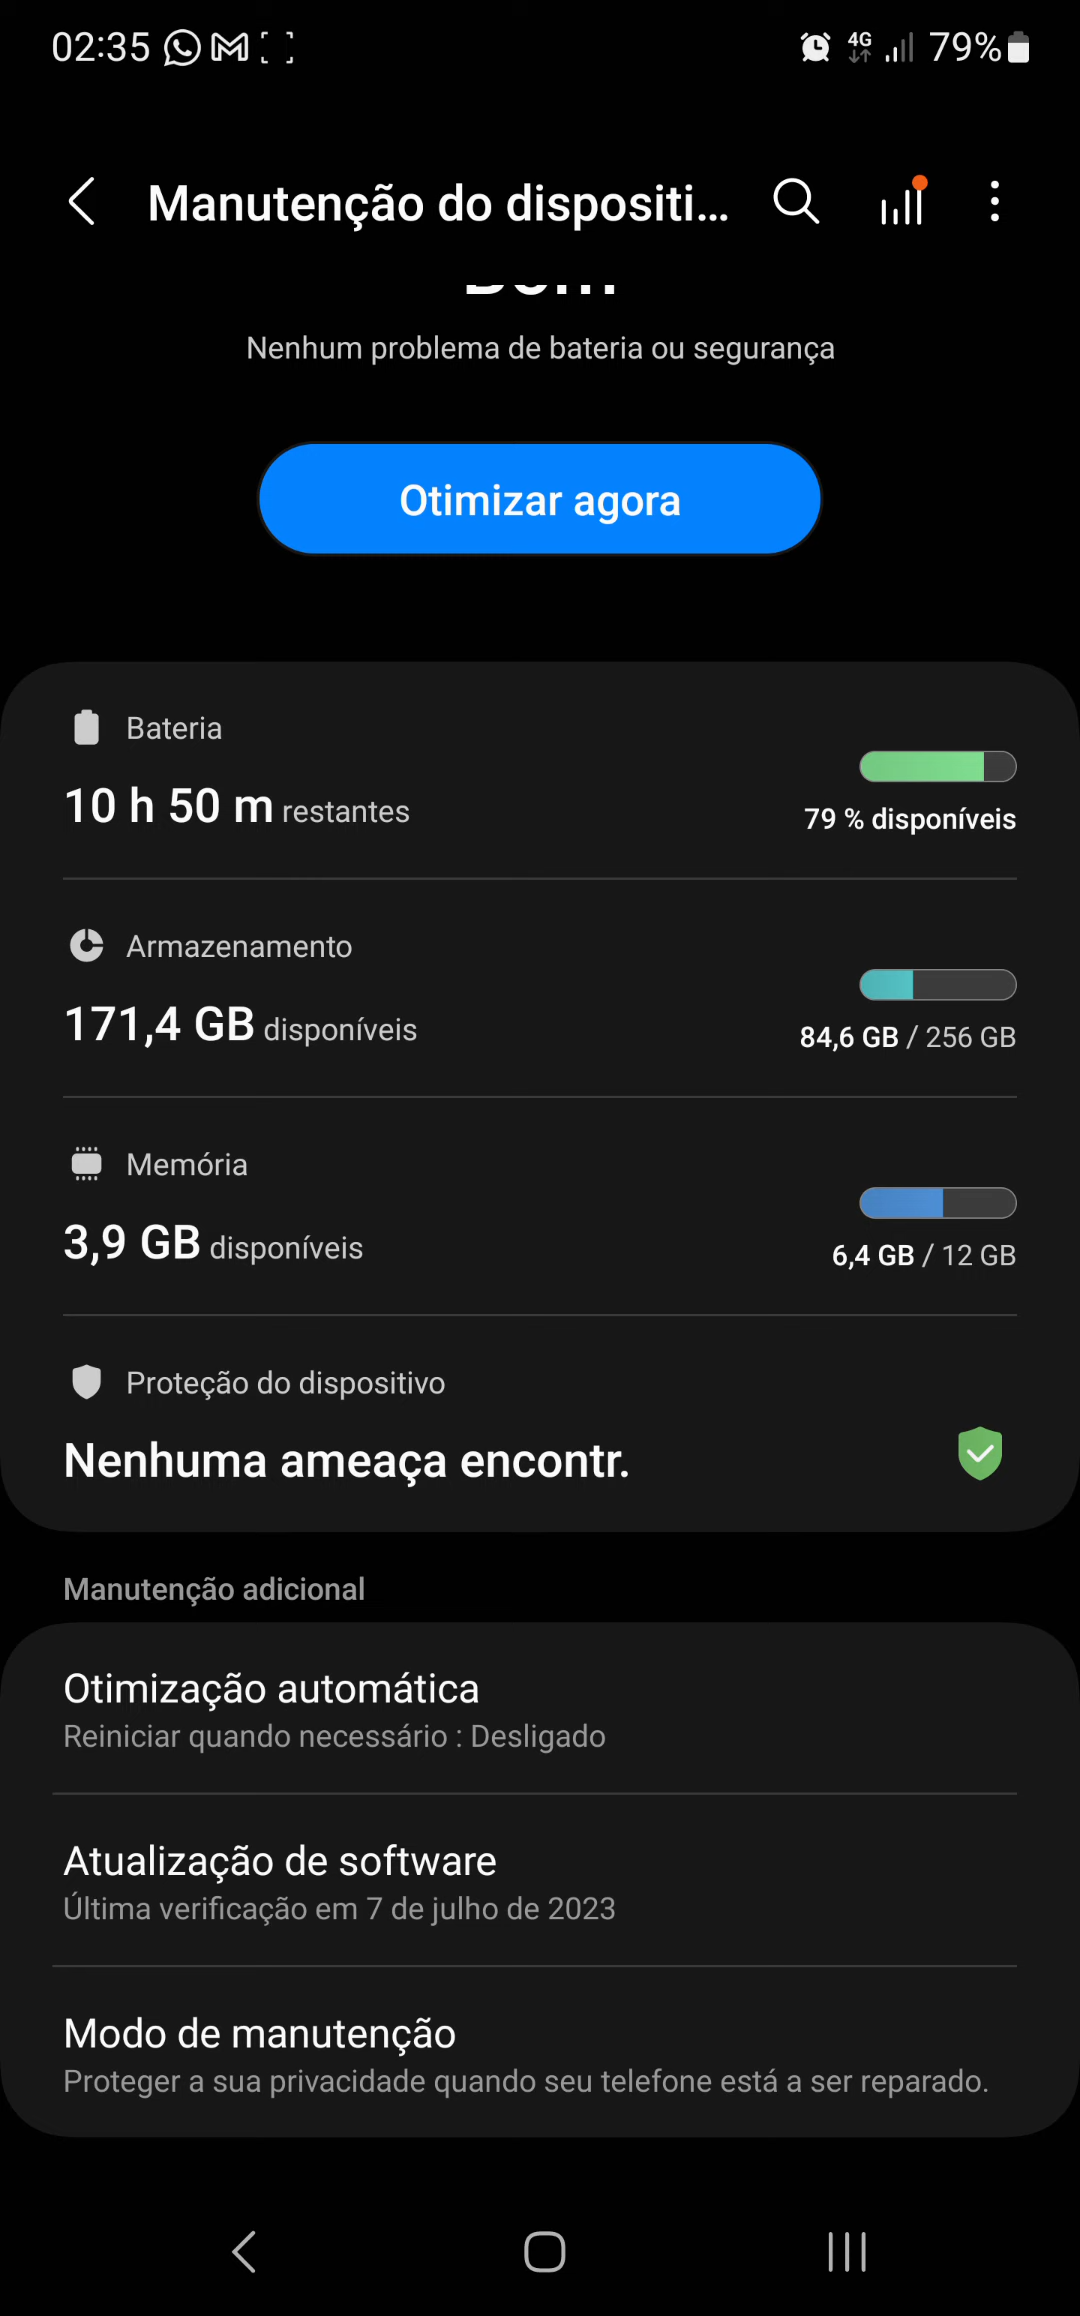 02:35 4G 79%
Manutenção do dispositi...
Nenhum problema de bateria ou segurança
Otimizar agora
Bateria
10 h 50 m restantes
79 % disponíveis
Armazenamento
171,4 GB disponíveis
84,6 GB / 256 GB
Memória
3,9 GB disponíveis
6,4 GB / 12 GB
Proteção do dispositivo
Nenhuma ameaça encontr.
Manutenção adicional
Otimização automática
Reiniciar quando necessário : Desligado
Atualização de software
Última verificação em 7 de julho de 2023
Modo de manutenção
Proteger a sua privacidade quando seu telefone está a ser reparado.